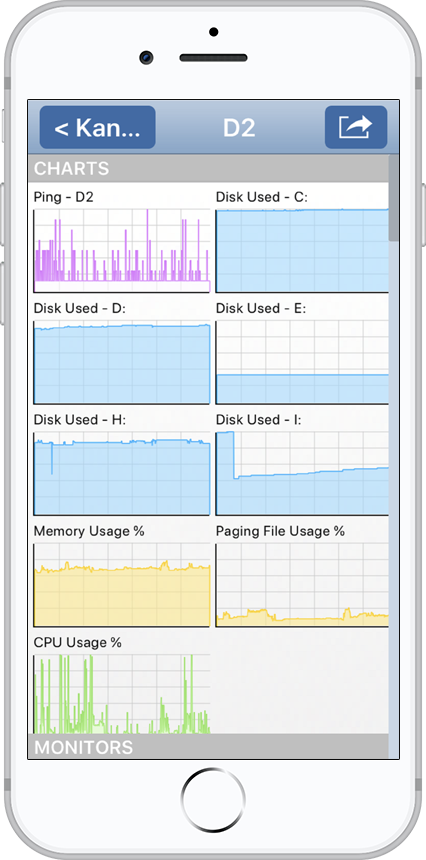 < Kan... D2
CHARTS
Ping - D2 Disk Used - C:
Disk Used - D: Disk Used - E:
Disk Used - H: Disk Used - I:
Memory Usage % Paging File Usage %
CPU Usage %
MONITORS